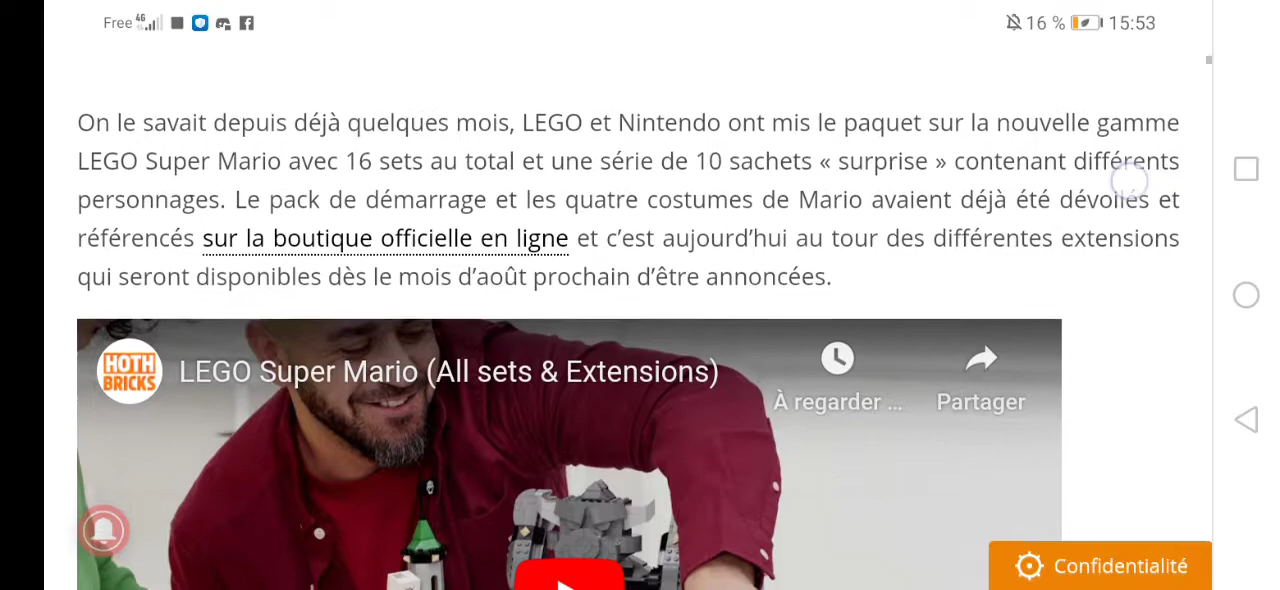 Free 4G 16 % 15:53
On le savait depuis déjà quelques mois, LEGO et Nintendo ont mis le paquet sur la nouvelle gamme
LEGO Super Mario avec 16 sets au total et une série de 10 sachets « surprise » contenant différents
personnages. Le pack de démarrage et les quatre costumes de Mario avaient déjà été dévoilés et
référencés sur la boutique officielle en ligne et c’est aujourd’hui au tour des différentes extensions
qui seront disponibles dès le mois d’août prochain d’être annoncées.
HOTH
BRICKS
LEGO Super Mario (All sets & Extensions)
À regarder ...
Partager
Confidentialité